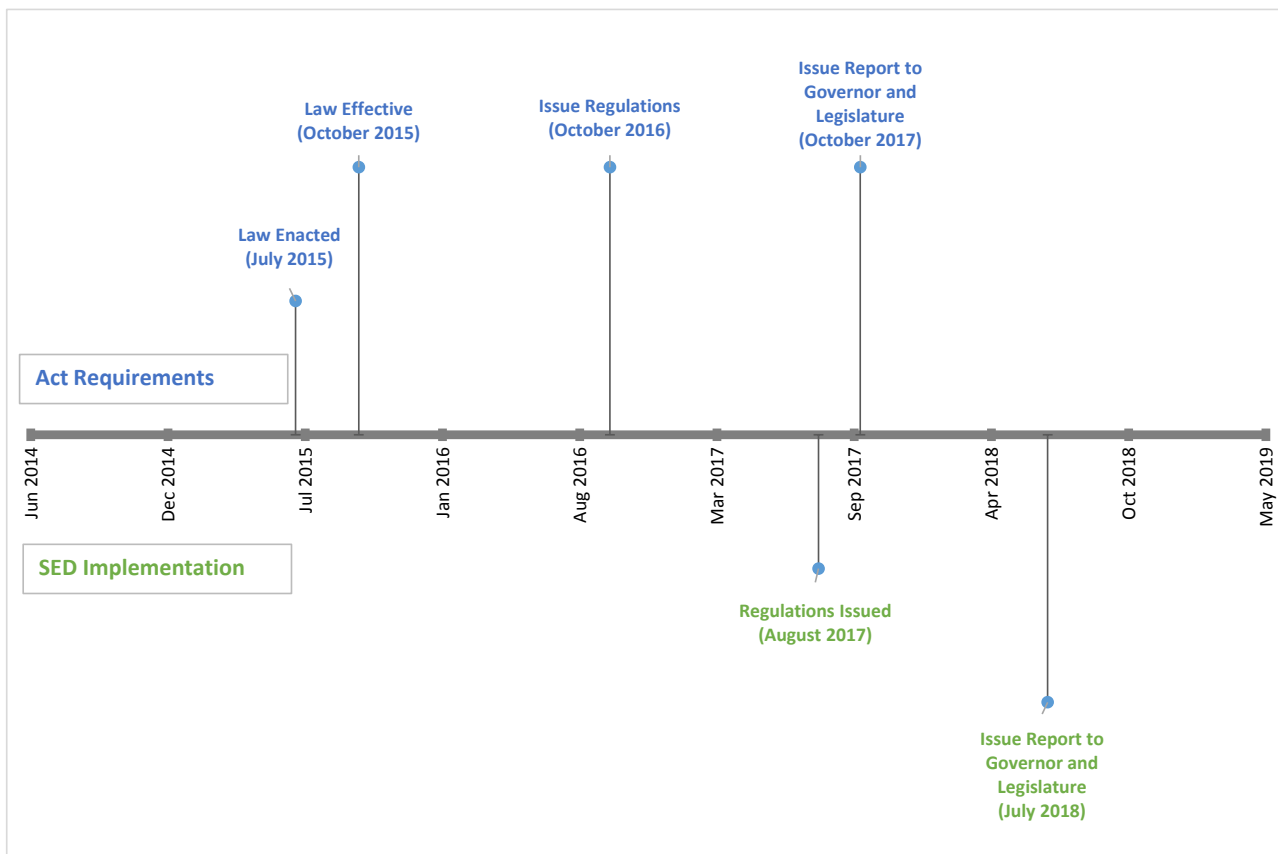 Issue Report to
Governor and
Legislature
(October 2017)
Law Effective
(October 2015)
Issue Regulations
(October 2016)
Law Enacted
(July 2015)
Act Requirements
Jun 2014
Dec 2014
Jul 2015
Jan 2016
Aug 2016
Mar 2017
Sep 2017
Apr 2018
Oct 2018
May 2019
SED Implementation
Regulations Issued
(August 2017)
Issue Report to
Governor and
Legislature
(July 2018)